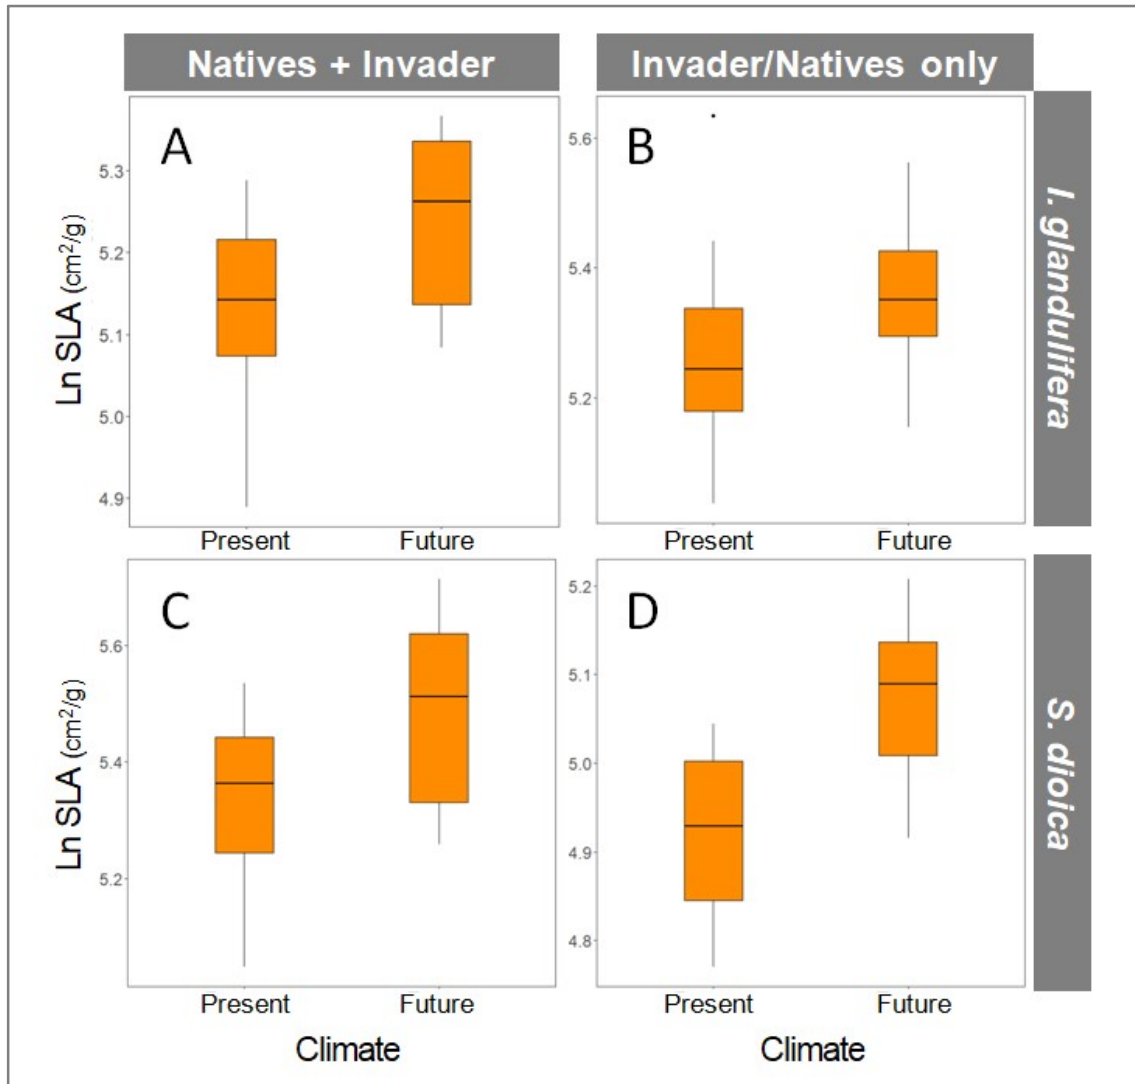 Natives + Invader
Invader/Natives only
A
B
I. glandulifera
Ln SLA (cm²/g)
5.3
5.2
5.1
5.0
4.9
5.6
5.4
5.2
Present
Future
Present
Future
C
D
S. dioica
Ln SLA (cm²/g)
5.6
5.4
5.2
5.2
5.1
5.0
4.9
4.8
Present
Future
Present
Future
Climate
Climate